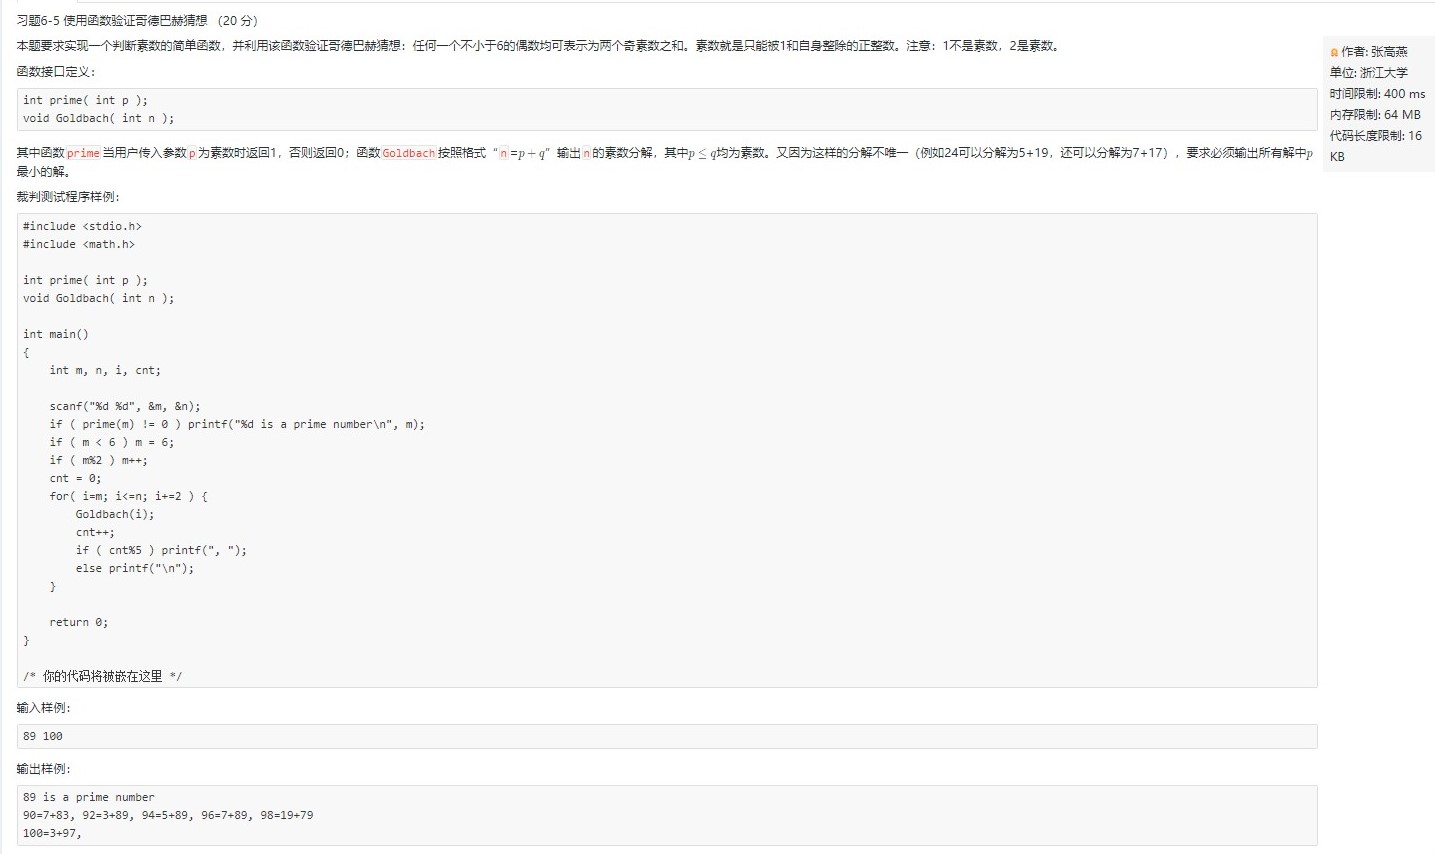 习题6-5 使用函数验证哥德巴赫猜想 （20 分）
本题要求实现一个判断素数的简单函数，并利用该函数验证哥德巴赫猜想：任何一个不小于6的偶数均可表示为两个奇素数之和。素数就是只能被1和自身整除的正整数。注意：1不是素数，2是素数。
函数接口定义：
int prime( int p );
void Goldbach( int n );
其中函数prime当用户传入参数p为素数时返回1，否则返回0；函数Goldbach按照格式“n=p+q”输出n的素数分解，其中p≤q均为素数。又因为这样的分解不唯一（例如24可以分解为5+19，还可以分解为7+17），要求必须输出所有解中p
最小的解。
裁判测试程序样例：
#include <stdio.h>
#include <math.h>
int prime( int p );
void Goldbach( int n );
int main()
{
    int m, n, i, cnt;
    scanf("%d %d", &m, &n);
    if ( prime(m) != 0 ) printf("%d is a prime number\n", m);
    if ( m < 6 ) m = 6;
    if ( m%2 ) m++;
    cnt = 0;
    for( i=m; i<=n; i+=2 ) {
        Goldbach(i);
        cnt++;
        if ( cnt%5 ) printf(", ");
        else printf("\n");
    }
    return 0;
}
/* 你的代码将被嵌在这里 */
输入样例：
89 100
输出样例：
89 is a prime number
90=7+83, 92=3+89, 94=5+89, 96=7+89, 98=19+79
100=3+97,
作者: 张高燕
单位: 浙江大学
时间限制: 400 ms
内存限制: 64 MB
代码长度限制: 16
KB